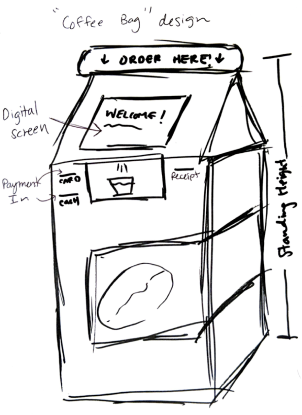 "Coffee Bag" design
↓ ORDER HERE! ↓
WELCOME!
Digital
screen
Payment
In
CARD
CASH
Receipt
Standing Height